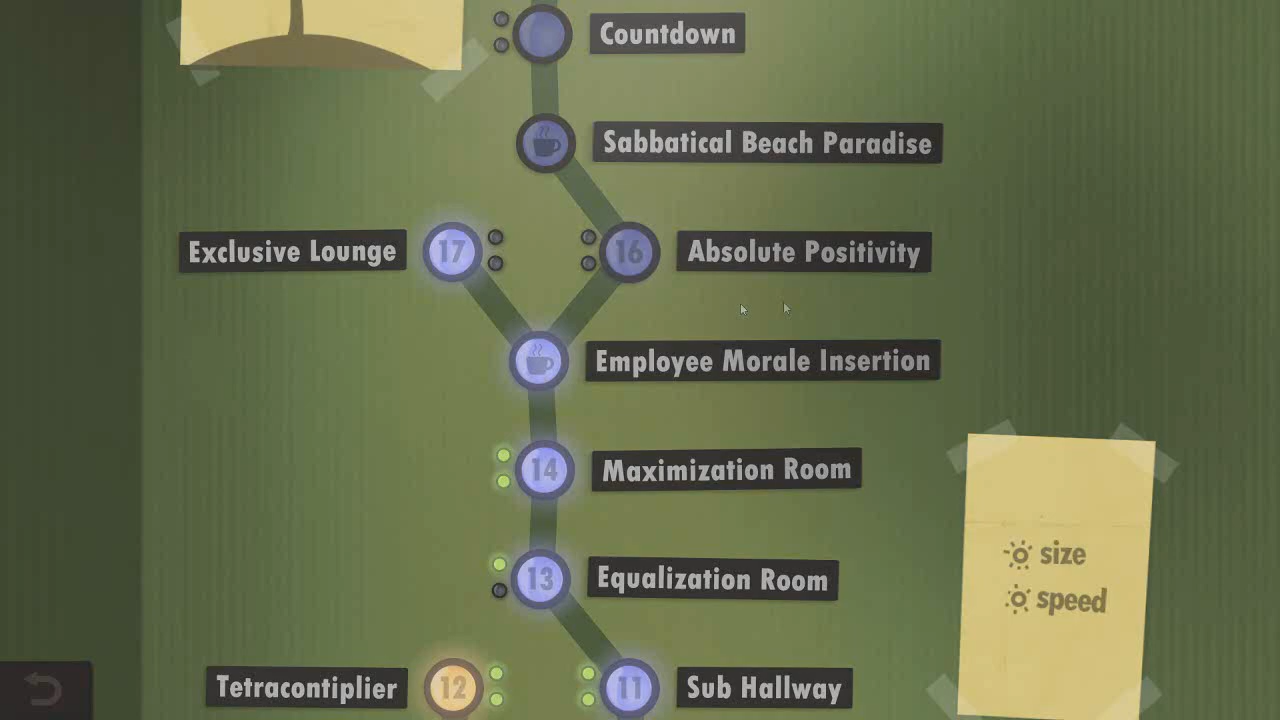 Countdown
Sabbatical Beach Paradise
Exclusive Lounge 17
16 Absolute Positivity
Employee Morale Insertion
14 Maximization Room
13 Equalization Room
size
speed
Tetracontiplier 12
11 Sub Hallway